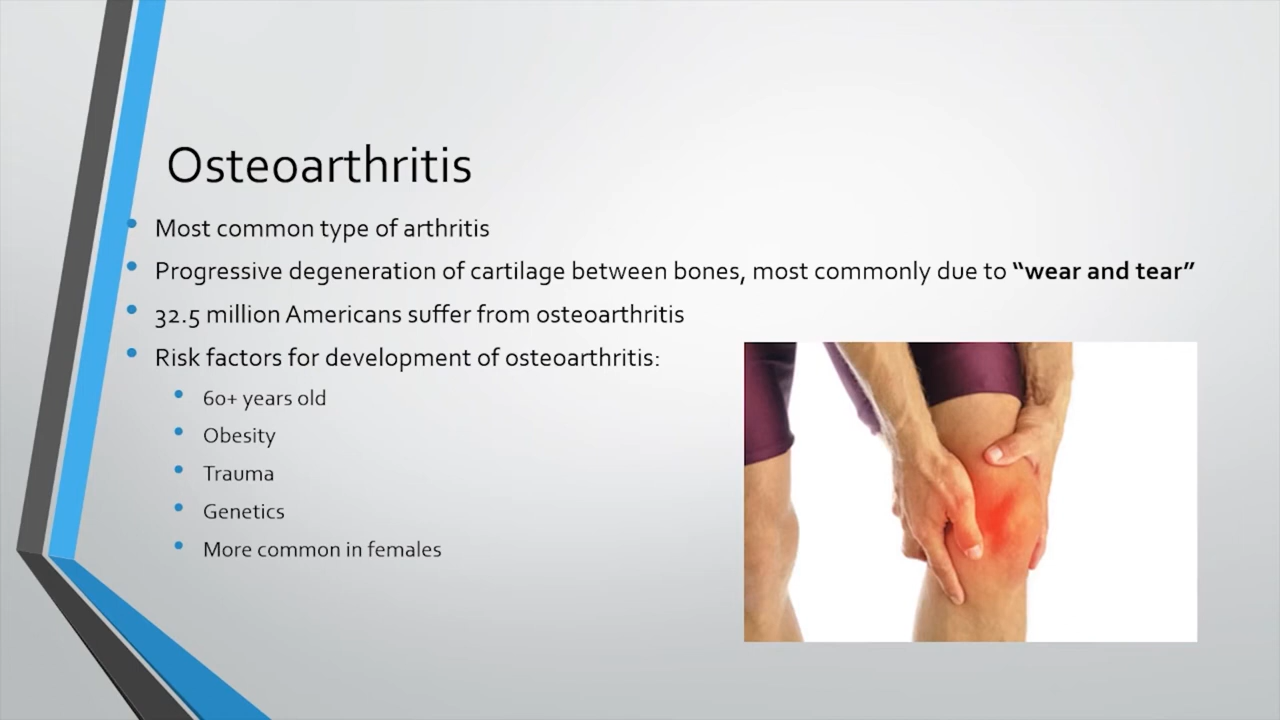 Osteoarthritis
• Most common type of arthritis
• Progressive degeneration of cartilage between bones, most commonly due to “wear and tear”
• 32.5 million Americans suffer from osteoarthritis
• Risk factors for development of osteoarthritis:
• 60+ years old
• Obesity
• Trauma
• Genetics
• More common in females